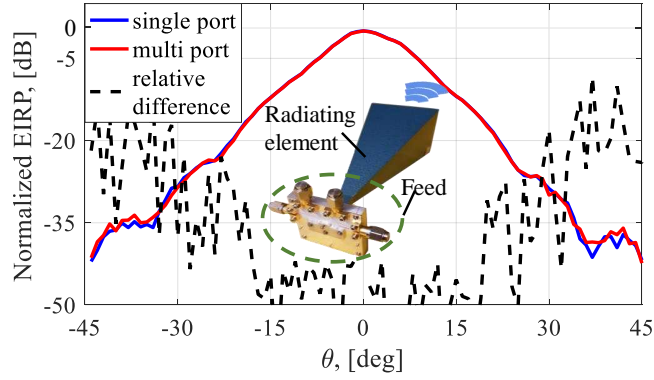 Normalized EIRP, [dB]
0
-5
-20
-35
-50
single port
multi port
relative
difference
Radiating
element
Feed
-45
-30
-15
0
15
30
45
θ, [deg]